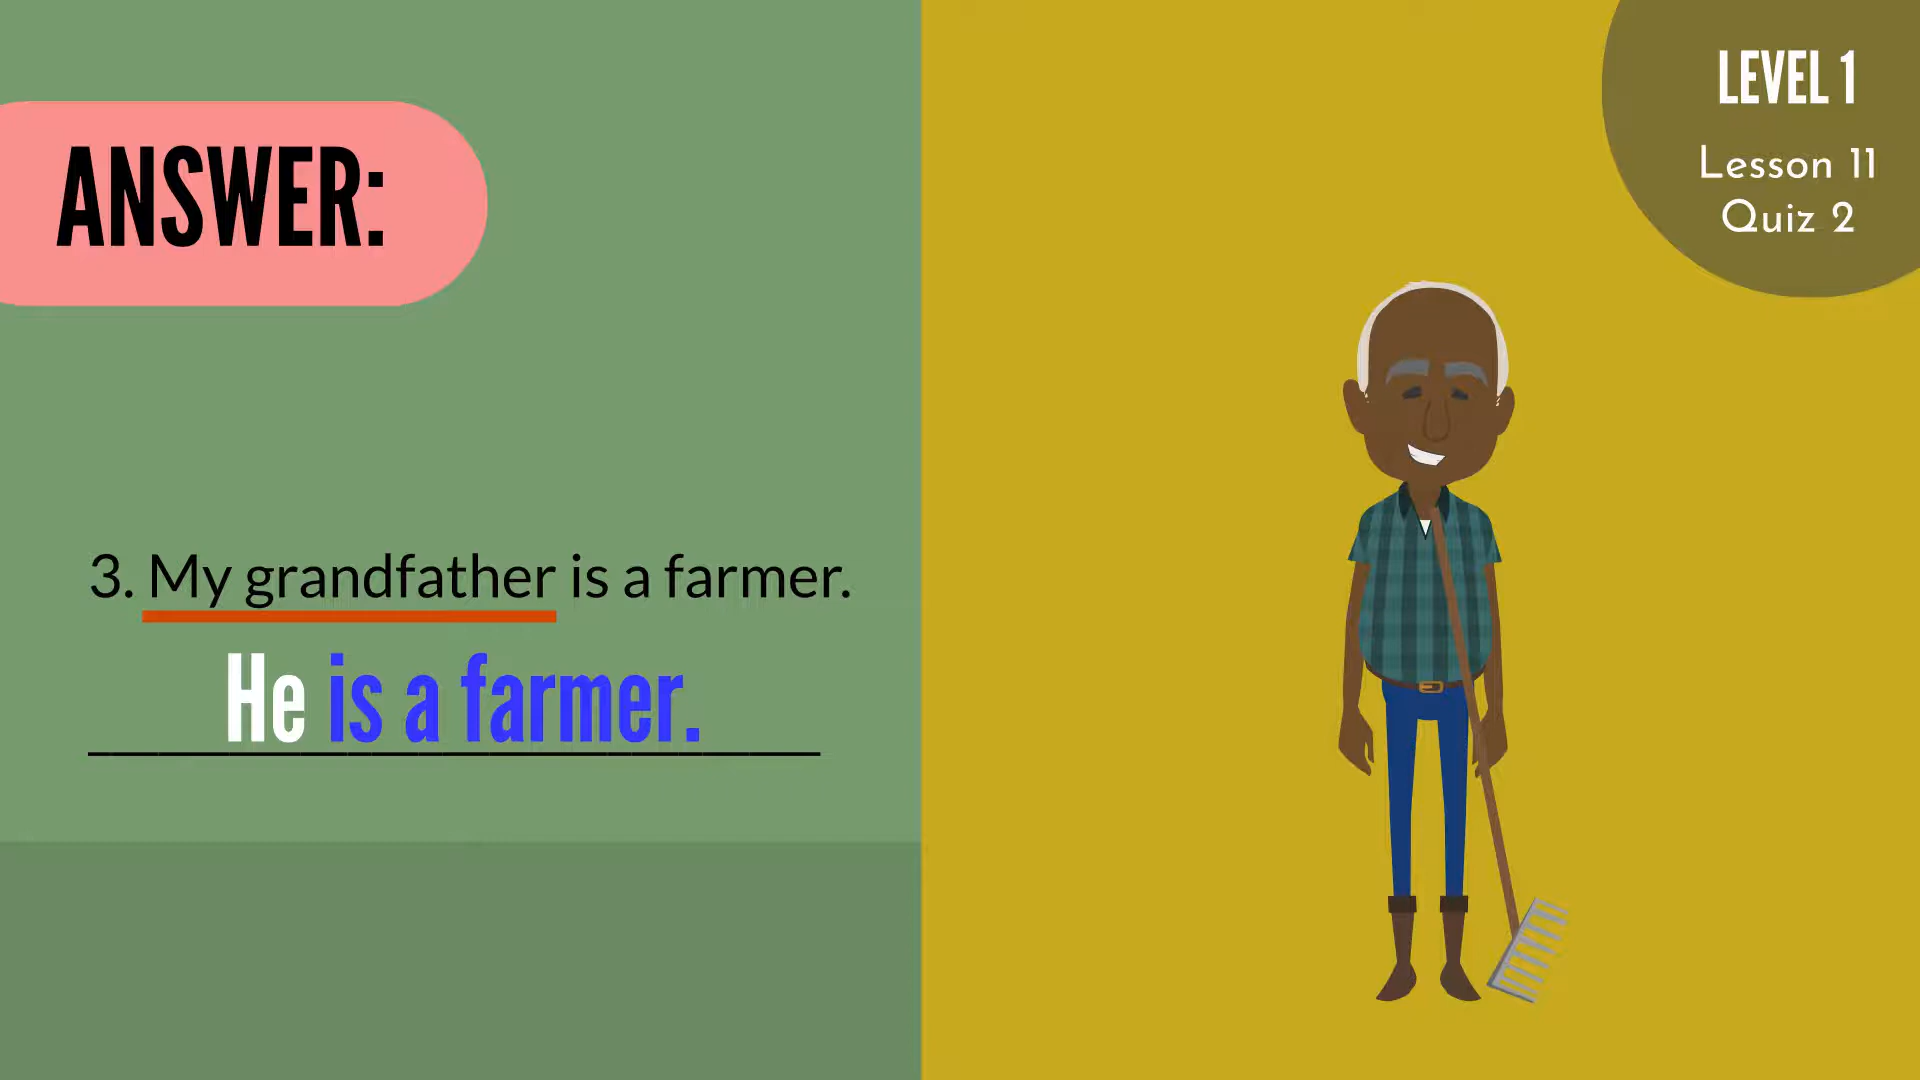 LEVEL 1
Lesson 11
Quiz 2
ANSWER:
3. My grandfather is a farmer.
He is a farmer.